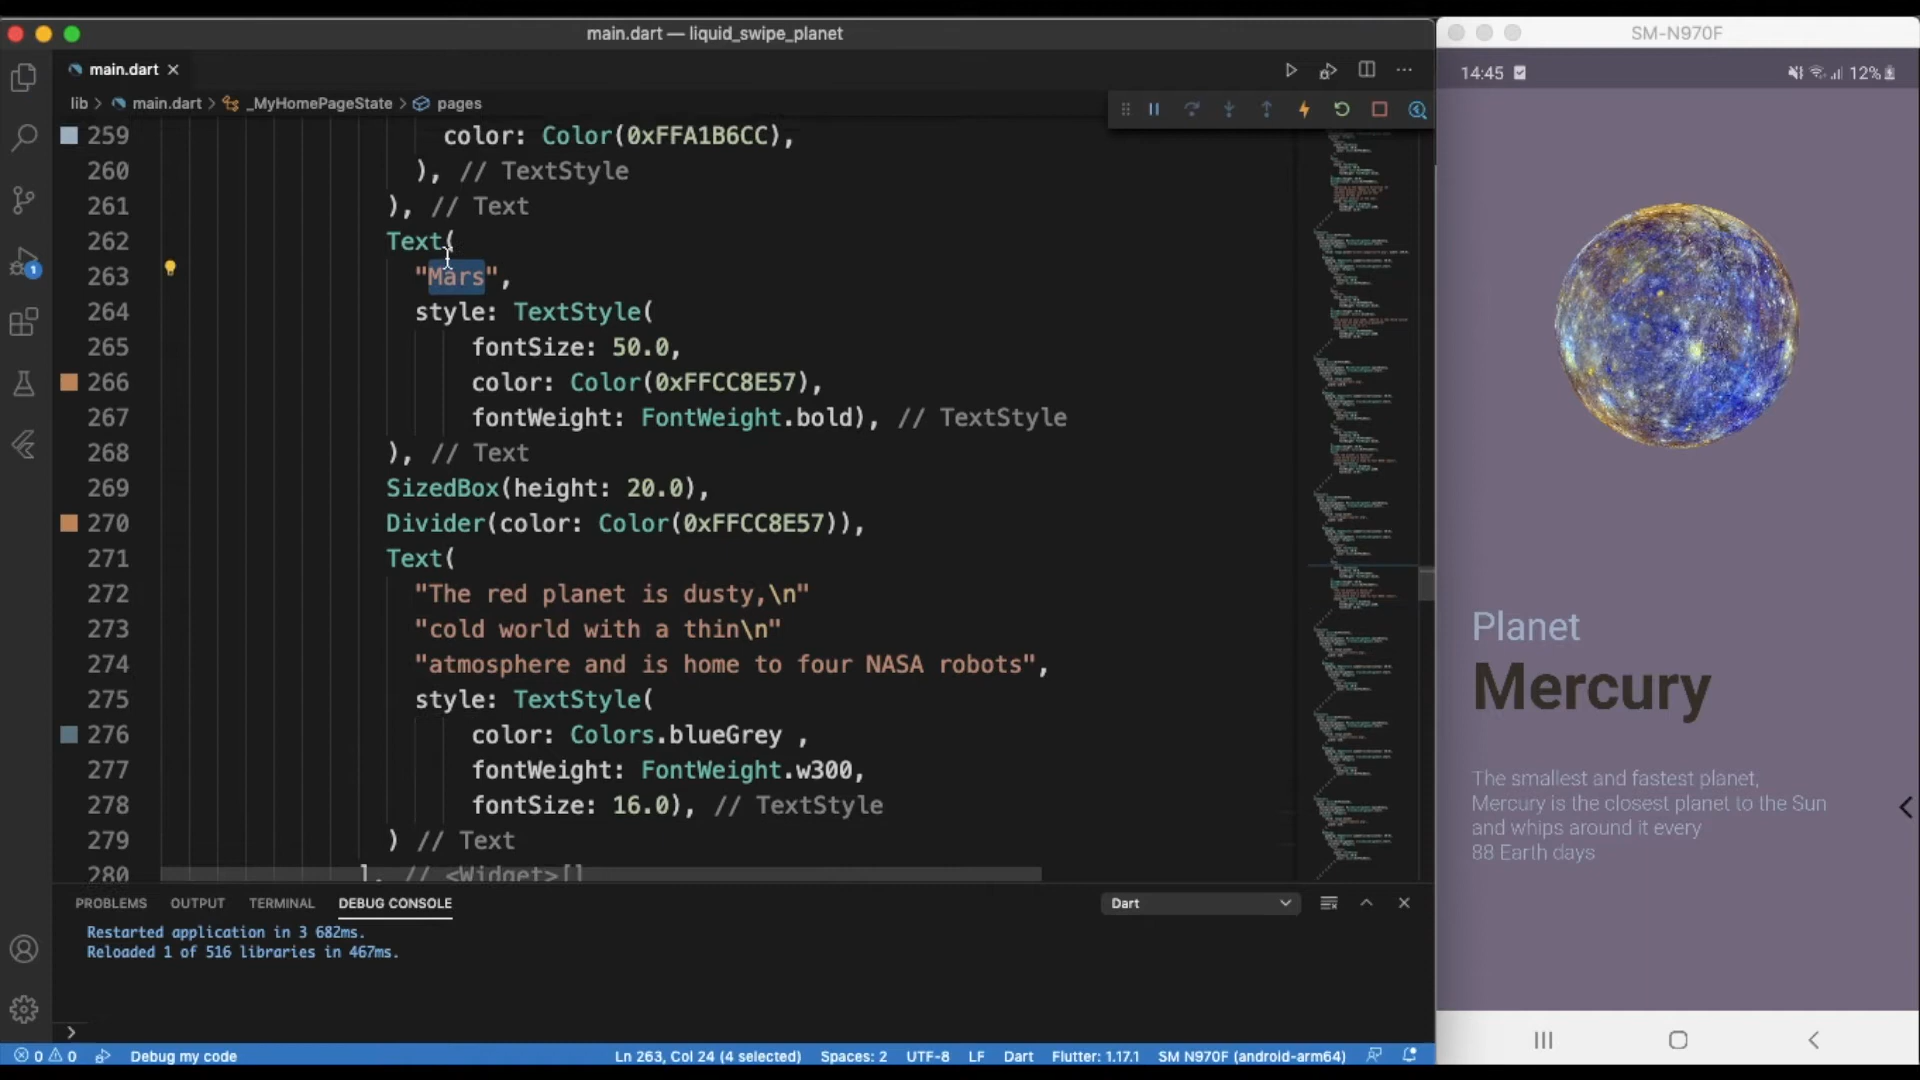 main.dart — liquid_swipe_planet
main.dart
lib > main.dart > _MyHomePageState > pages
259 color: Color(0xFFA1B6CC),
260 ), // TextStyle
261 ), // Text
262 Text(
263 "Mars",
264 style: TextStyle(
265 fontSize: 50.0,
266 color: Color(0xFFCC8E57),
267 fontWeight: FontWeight.bold), // TextStyle
268 ), // Text
269 SizedBox(height: 20.0),
270 Divider(color: Color(0xFFCC8E57)),
271 Text(
272 "The red planet is dusty,\n"
273 "cold world with a thin\n"
274 "atmosphere and is home to four NASA robots",
275 style: TextStyle(
276 color: Colors.blueGrey ,
277 fontWeight: FontWeight.w300,
278 fontSize: 16.0), // TextStyle
279 ) // Text
280 ], // <Widget>[]
1
PROBLEMS OUTPUT TERMINAL DEBUG CONSOLE Dart
Restarted application in 3 682ms.
Reloaded 1 of 516 libraries in 467ms.
0 0 Debug my code Ln 263, Col 24 (4 selected) Spaces: 2 UTF-8 LF Dart Flutter: 1.17.1 SM N970F (android-arm64)
SM-N970F
14:45 12%
Planet
Mercury
The smallest and fastest planet,
Mercury is the closest planet to the Sun
and whips around it every
88 Earth days